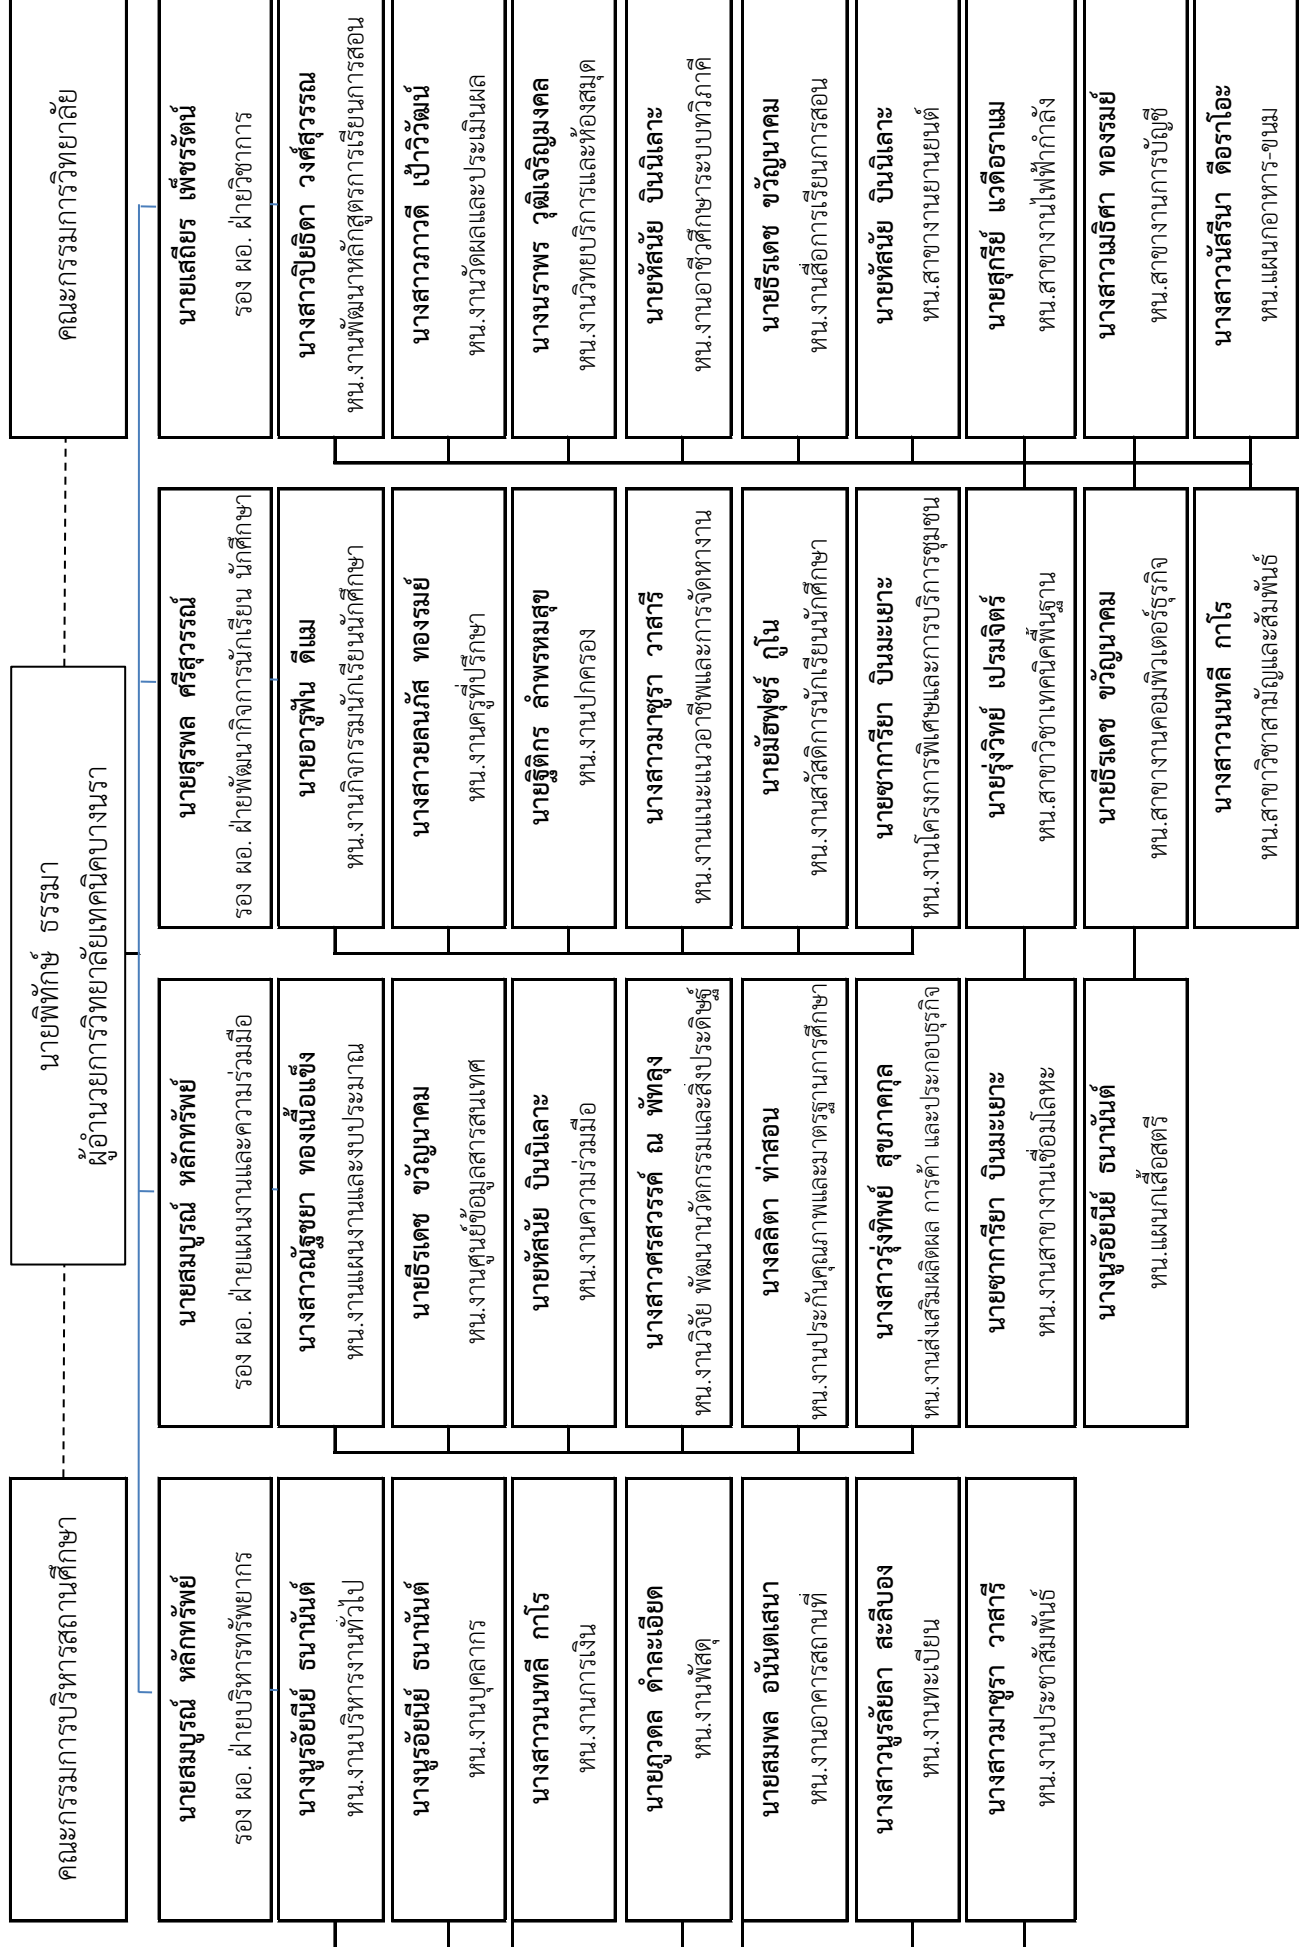 คณะกรรมการบริหารสถานศึกษา
นายพิทักษ์ ธรรมา
ผู้อำนวยการวิทยาลัยเทคนิคบางนรา
คณะกรรมการวิทยาลัย
นายสมบูรณ์ หลักทรัพย์
รอง ผอ. ฝ่ายบริหารทรัพยากร
นางนูรอัยนีย์ ธนานันต์
หน.งานบริหารงานทั่วไป
นางนูรอัยนีย์ ธนานันต์
หน.งานบุคลากร
นางสาวนนทลี กาโร
หน.งานการเงิน
นายภูวดล ดำละเอียด
หน.งานพัสดุ
นายสมพล อนันตเสนา
หน.งานอาคารสถานที่
นางสาวนูรลัยลา สะลีบอง
หน.งานทะเบียน
นางสาวมาซูรา วาสารี
หน.งานประชาสัมพันธ์
นายสมบูรณ์ หลักทรัพย์
รอง ผอ. ฝ่ายแผนงานและความร่วมมือ
นางสาวณัฐชยา ทองเนื้อแข็ง
หน.งานแผนงานและงบประมาณ
นายธีรเดช ขวัญนาคม
หน.งานศูนย์ข้อมูลสารสนเทศ
นายหัสนัย บินนิเลาะ
หน.งานความร่วมมือ
นางสาวศรสวรรค์ ณ พัทลุง
หน.งานวิจัย พัฒนานวัตกรรมและสิ่งประดิษฐ์
นางลลิตา ท่าสอน
หน.งานประกันคุณภาพและมาตรฐานการศึกษา
นางสาวรุ่งทิพย์ สุขภาคกุล
หน.งานส่งเสริมผลิตผล การค้า และประกอบธุรกิจ
นายซาการียา บินมะเยาะ
หน.งานสาขางานเชื่อมโลหะ
นางนูรอัยนีย์ ธนานันต์
หน.แผนกเสื้อสตรี
นายสุรพล ศรีสุวรรณ์
รอง ผอ. ฝ่ายพัฒนากิจการนักเรียน นักศึกษา
นายอารูฟัน ดีแม
หน.งานกิจกรรมนักเรียนนักศึกษา
นางสาวยลนภัส ทองรมย์
หน.งานครูที่ปรึกษา
นายฐิติกร ลำพรหมสุข
หน.งานปกครอง
นางสาวมาซูรา วาสารี
หน.งานแนะแนวอาชีพและการจัดหางาน
นายมัฮฟุซร์ กูโน
หน.งานสวัสดิการนักเรียนนักศึกษา
นายซาการียา บินมะเยาะ
หน.งานโครงการพิเศษและการบริการชุมชน
นายรุ่งวิทย์ เปรมจิตร์
หน.สาขาวิชาเทคนิคพื้นฐาน
นายธีรเดช ขวัญนาคม
หน.สาขางานคอมพิวเตอร์ธุรกิจ
นางสาวนนทลี กาโร
หน.สาขาวิชาสามัญและสัมพันธ์
นายเสถียร เพ็ชรรัตน์
รอง ผอ. ฝ่ายวิชาการ
นางสาวปิยธิดา วงศ์สุวรรณ
หน.งานพัฒนาหลักสูตรการเรียนการสอน
นางสาวภาวดี เป้าวิวัฒน์
หน.งานวัดผลและประเมินผล
นางนราพร วุฒิเจริญมงคล
หน.งานวิทยบริการและห้องสมุด
นายหัสนัย บินนิเลาะ
หน.งานอาชีวศึกษาระบบทวิภาคี
นายธีรเดช ขวัญนาคม
หน.งานสื่อการเรียนการสอน
นายหัสนัย บินนิเลาะ
หน.สาขางานยานยนต์
นายสุกรีย์ แวดือราแม
หน.สาขางานไฟฟ้ากำลัง
นางสาวเมธิศา ทองรมย์
หน.สาขางานการบัญชี
นางสาวนัสรีนา ดือราโอะ
หน.แผนกอาหาร-ขนม